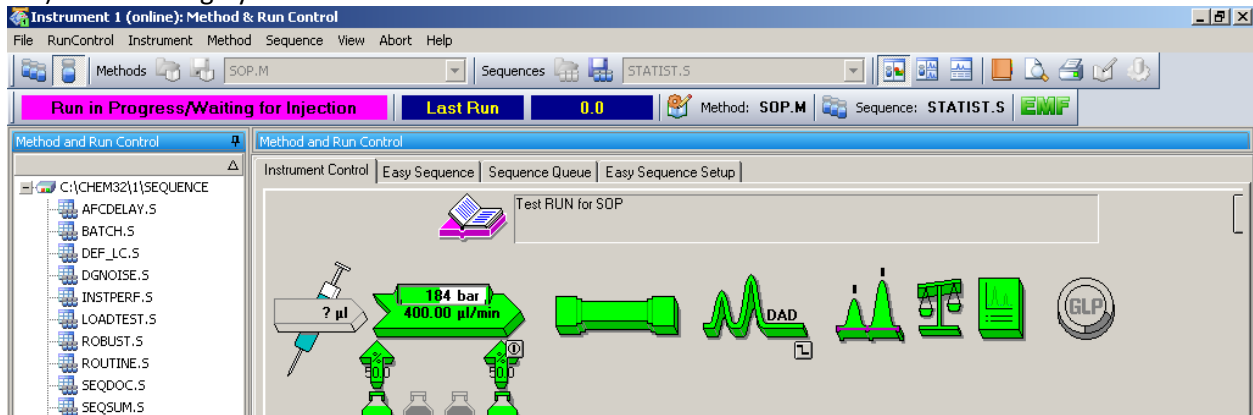 Instrument 1 (online): Method & Run Control
File RunControl Instrument Method Sequence View Abort Help
Methods SOP.M Sequences STATIST.S
Run in Progress/Waiting for Injection Last Run 0.0 Method: SOP.M Sequence: STATIST.S EMF
Method and Run Control
Method and Run Control
Instrument Control Easy Sequence Sequence Queue Easy Sequence Setup
C:\CHEM32\1\SEQUENCE
AFCDELAY.S
BATCH.S
DEF_LC.S
DGNOISE.S
INSTPERF.S
LOADTEST.S
ROBUST.S
ROUTINE.S
SEQDOC.S
SEQSUM.S
Test RUN for SOP
? µl
184 bar
400.00 µl/min
DAD
GLP